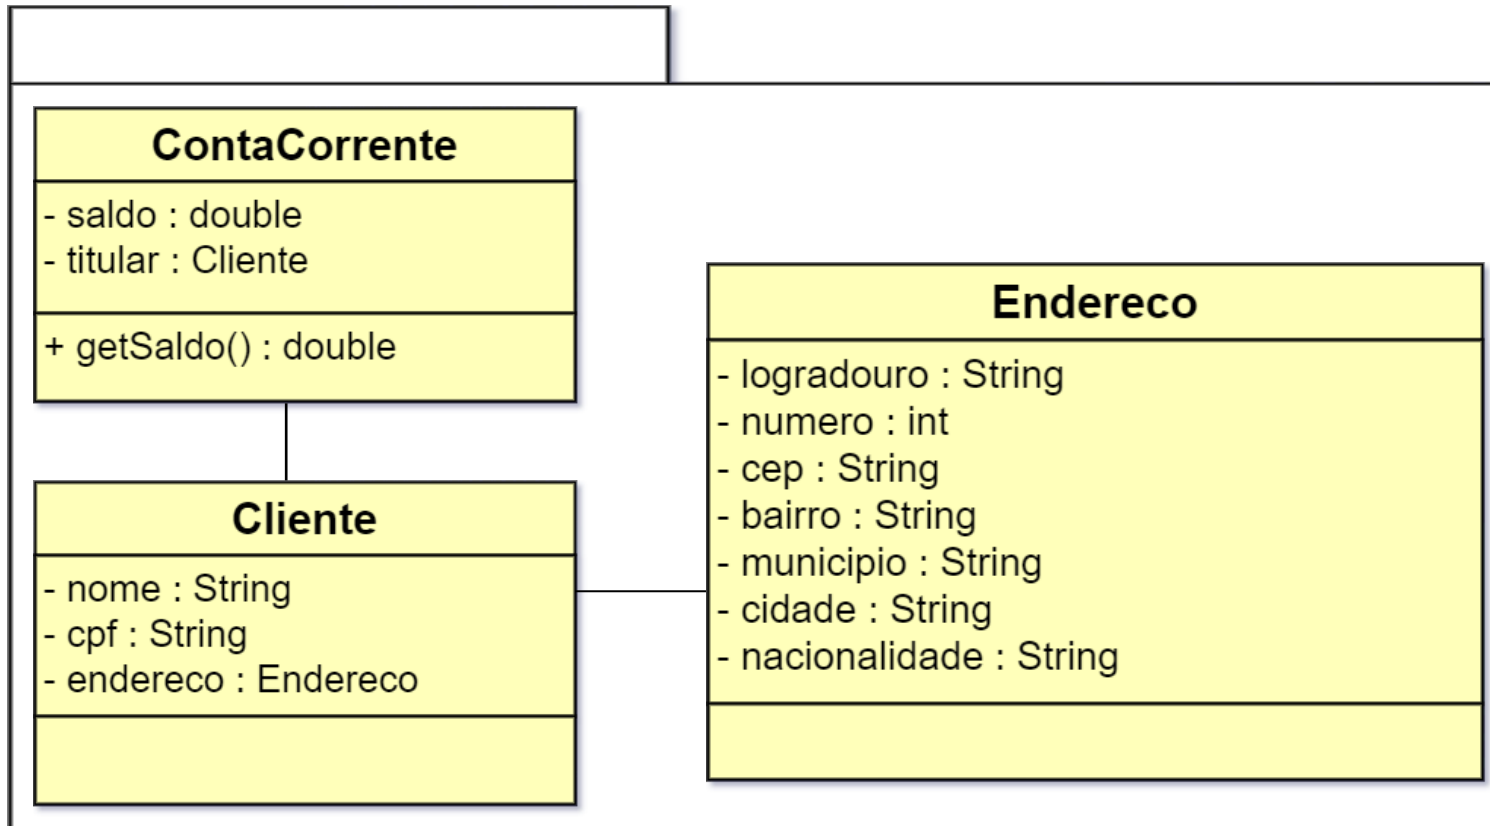 ContaCorrente
- saldo : double
- titular : Cliente
+ getSaldo() : double
Cliente
- nome : String
- cpf : String
- endereco : Endereco
Endereco
- logradouro : String
- numero : int
- cep : String
- bairro : String
- municipio : String
- cidade : String
- nacionalidade : String